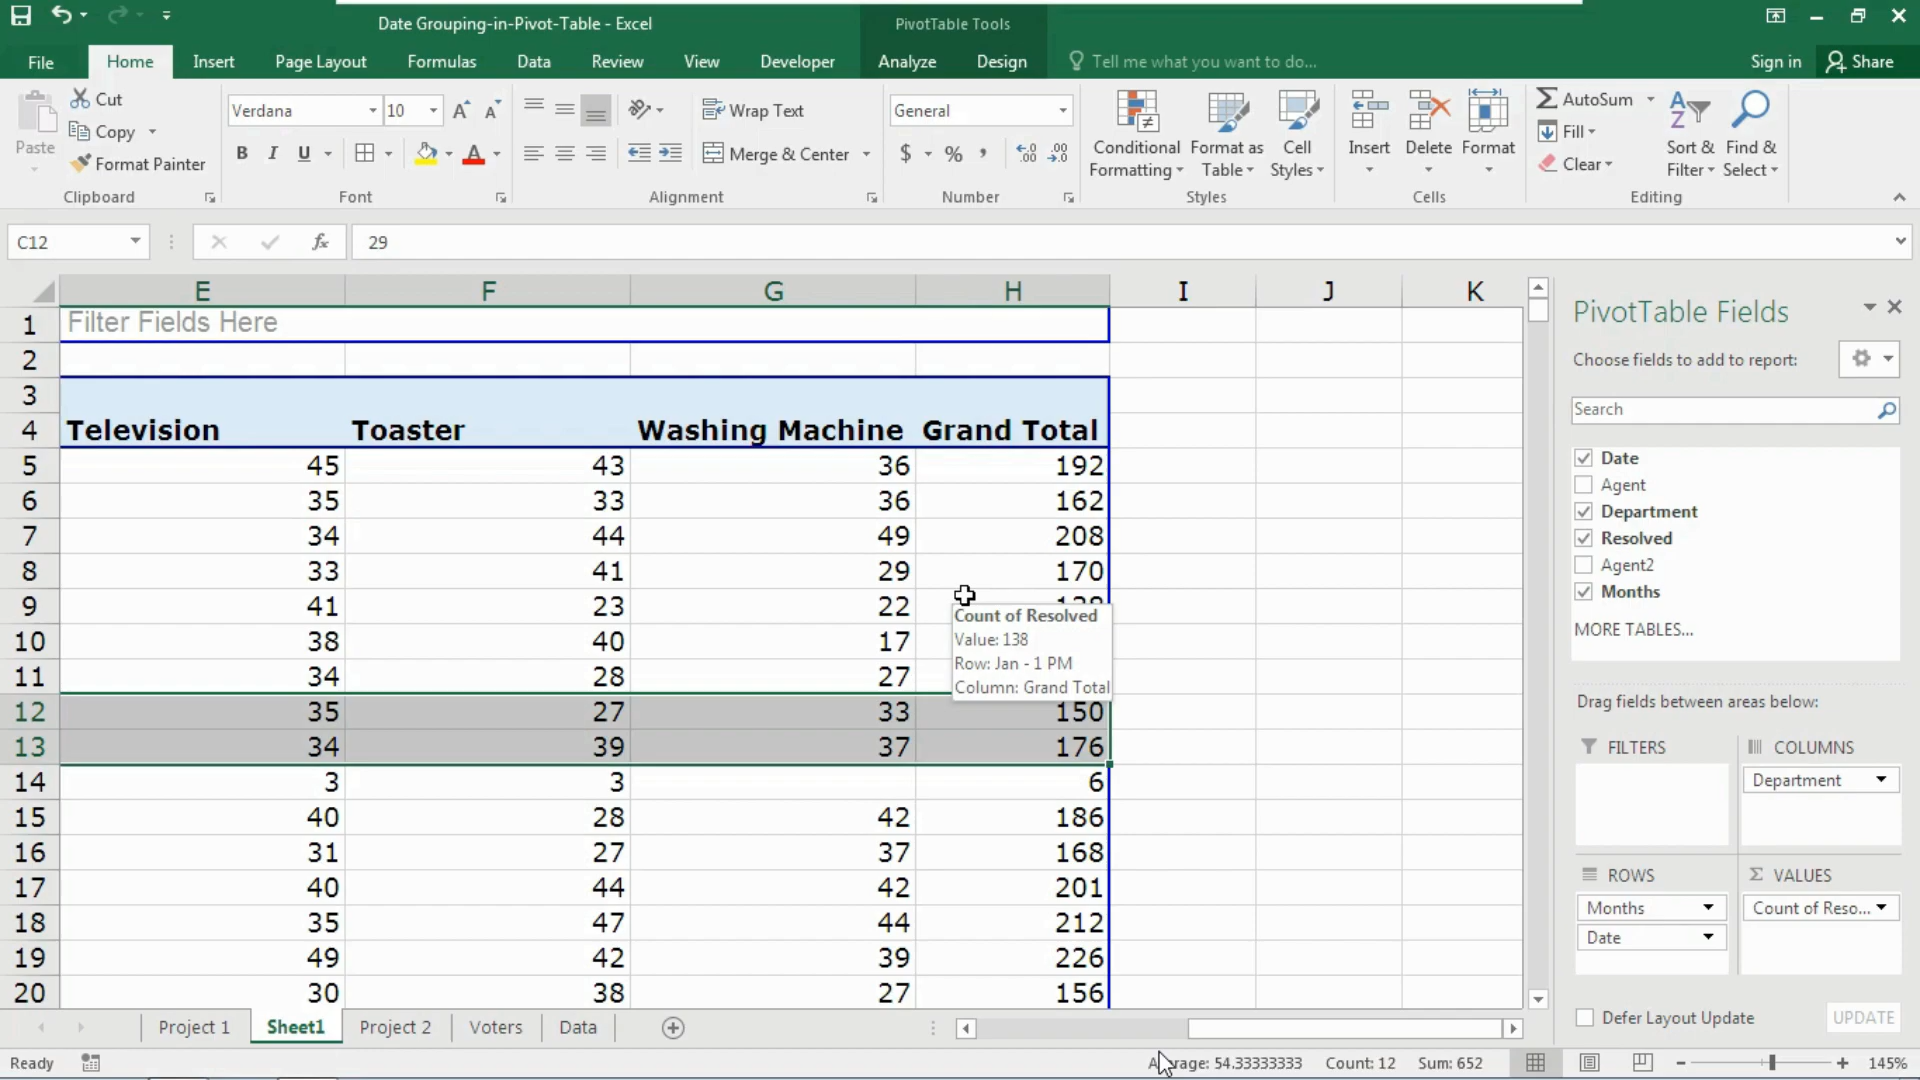 Date Grouping-in-Pivot-Table - Excel
PivotTable Tools
File Home Insert Page Layout Formulas Data Review View Developer Analyze Design Tell me what you want to do... Sign in Share
Paste
Cut
Copy
Format Painter
Clipboard
Verdana 10
B I U
Font
Wrap Text
Merge & Center
Alignment
General
$ % ,
Number
Conditional Formatting
Format as Table
Cell Styles
Styles
Insert Delete Format
Cells
AutoSum
Fill
Clear
Sort & Filter
Find & Select
Editing
C12 fx 29
E F G H I J K
1 Filter Fields Here
2
3
4 Television Toaster Washing Machine Grand Total
5 45 43 36 192
6 35 33 36 162
7 34 44 49 208
8 33 41 29 170
9 41 23 22
10 38 40 17
11 34 28 27
12 35 27 33 150
13 34 39 37 176
14 3 3 6
15 40 28 42 186
16 31 27 37 168
17 40 44 42 201
18 35 47 44 212
19 49 42 39 226
20 30 38 27 156
Count of Resolved
Value: 138
Row: Jan - 1 PM
Column: Grand Total
PivotTable Fields
Choose fields to add to report:
Search
Date
Agent
Department
Resolved
Agent2
Months
MORE TABLES...
Drag fields between areas below:
FILTERS
COLUMNS
Department
ROWS
Months
Date
VALUES
Count of Reso...
Defer Layout Update UPDATE
Project 1 Sheet1 Project 2 Voters Data
Ready
Average: 54.33333333 Count: 12 Sum: 652
145%